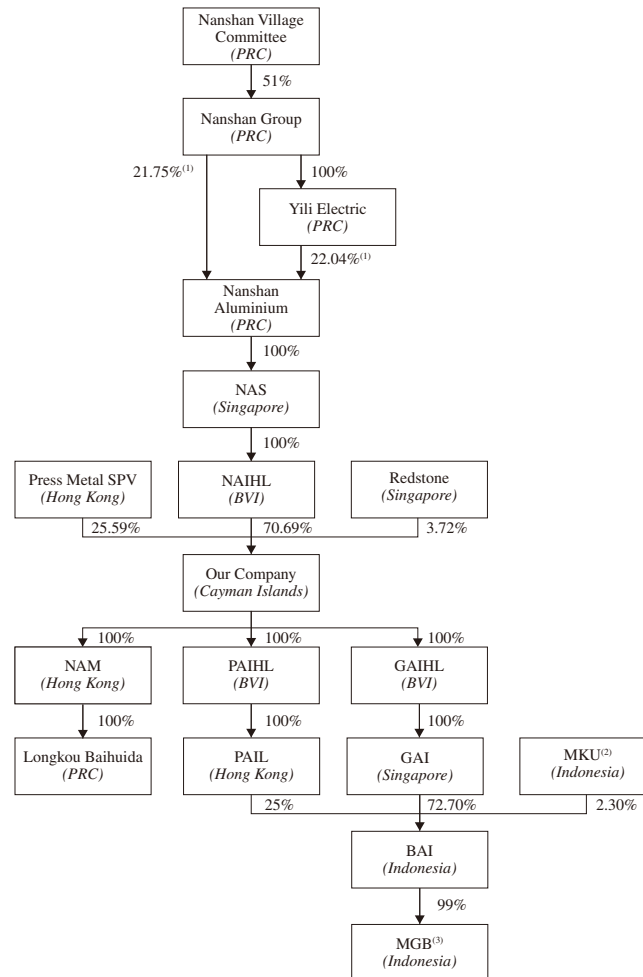 Nanshan Village
Committee
(PRC)
51%
Nanshan Group
(PRC)
21.75%(1)
100%
Yili Electric
(PRC)
22.04%(1)
Nanshan
Aluminium
(PRC)
100%
NAS
(Singapore)
100%
Press Metal SPV
(Hong Kong)
NAIHL
(BVI)
Redstone
(Singapore)
25.59%
70.69%
3.72%
Our Company
(Cayman Islands)
100%
100%
100%
NAM
(Hong Kong)
PAIHL
(BVI)
GAIHL
(BVI)
100%
100%
100%
Longkou Baihuida
(PRC)
PAIL
(Hong Kong)
GAI
(Singapore)
MKU(2)
(Indonesia)
25%
72.70%
2.30%
BAI
(Indonesia)
99%
MGB(3)
(Indonesia)